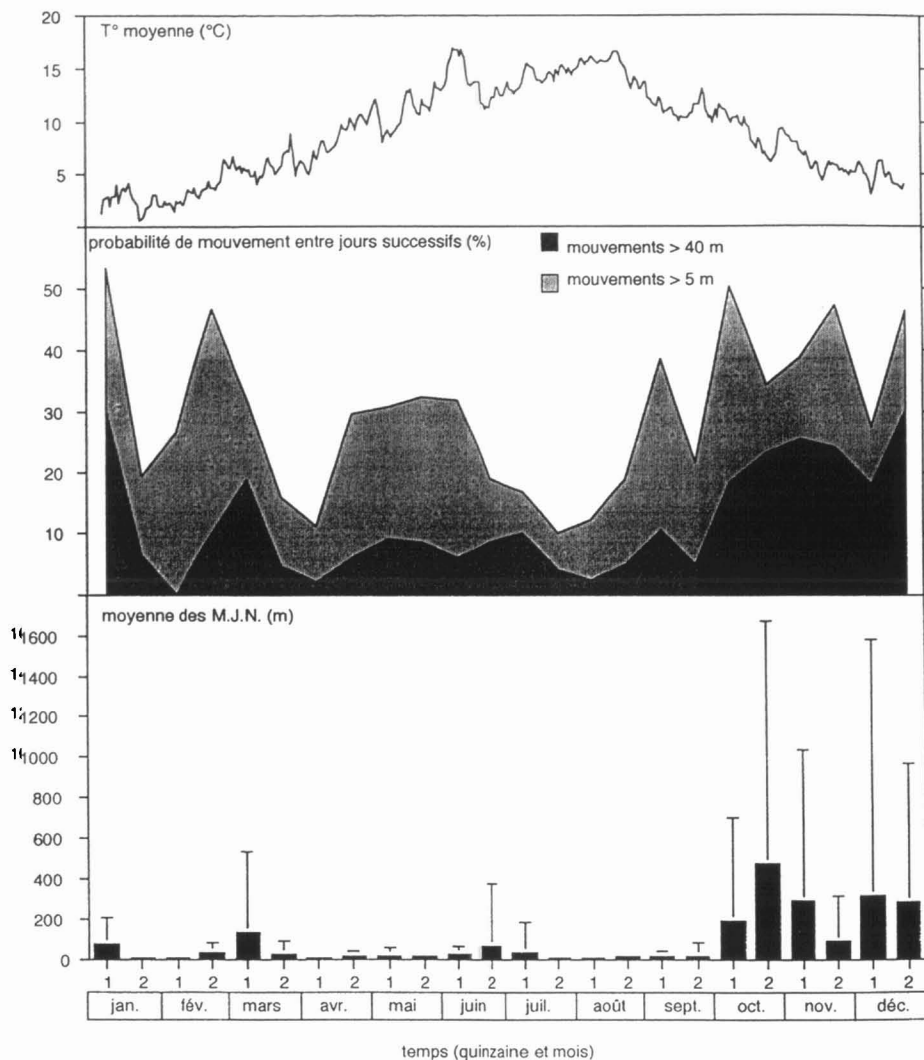 20
T° moyenne (°C)
15
10
5
probabilité de mouvement entre jours successifs (%)
mouvements > 40 m
mouvements > 5 m
50
40
30
20
10
moyenne des M.J.N. (m)
1600
1400
1200
1000
800
600
400
200
0
1 2 1 2 1 2 1 2 1 2 1 2 1 2 1 2 1 2 1 2 1 2 1 2
jan. fév. mars avr. mai juin juil. août sept. oct. nov. déc.
temps (quinzaine et mois)